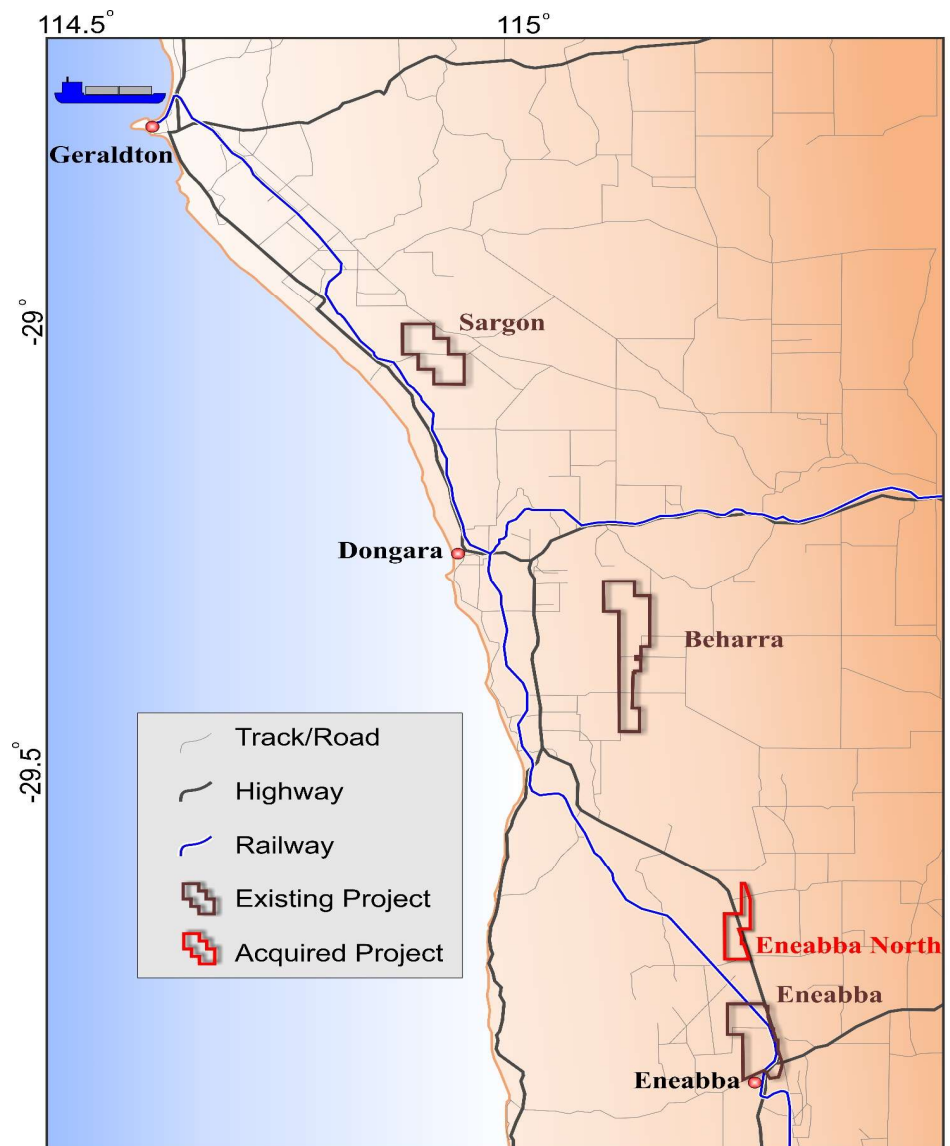 114.5°
115°
Geraldton
-29°
Sargon
Dongara
Beharra
-29.5°
Track/Road
Highway
Railway
Existing Project
Acquired Project
Eneabba North
Eneabba
Eneabba